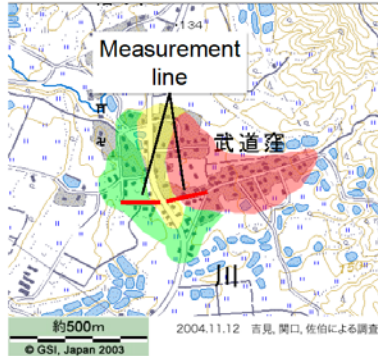 134
Measurement
line
武道窪
川
約500m
© GSI, Japan 2003
2004.11.12 吉見, 関口, 佐伯による調査